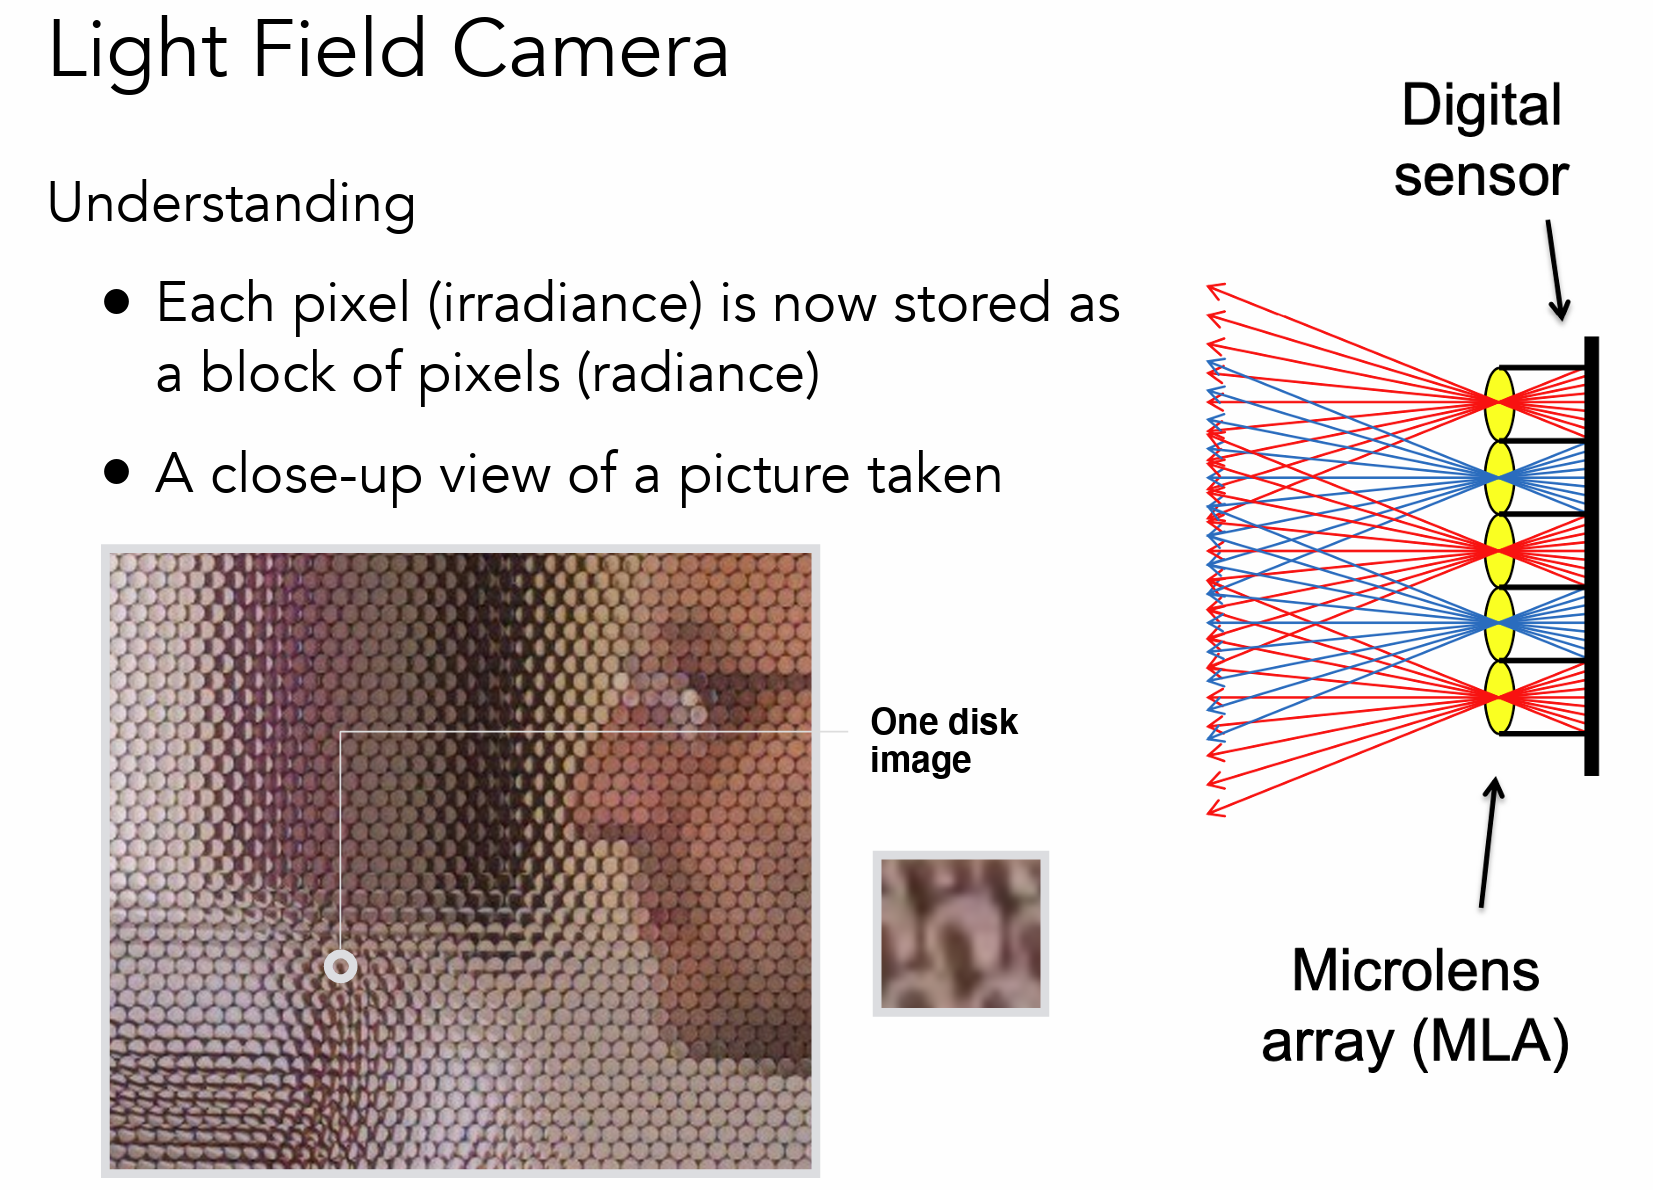 Light Field Camera
Digital
sensor
Understanding
● Each pixel (irradiance) is now stored as
a block of pixels (radiance)
● A close-up view of a picture taken
One disk
image
Microlens
array (MLA)